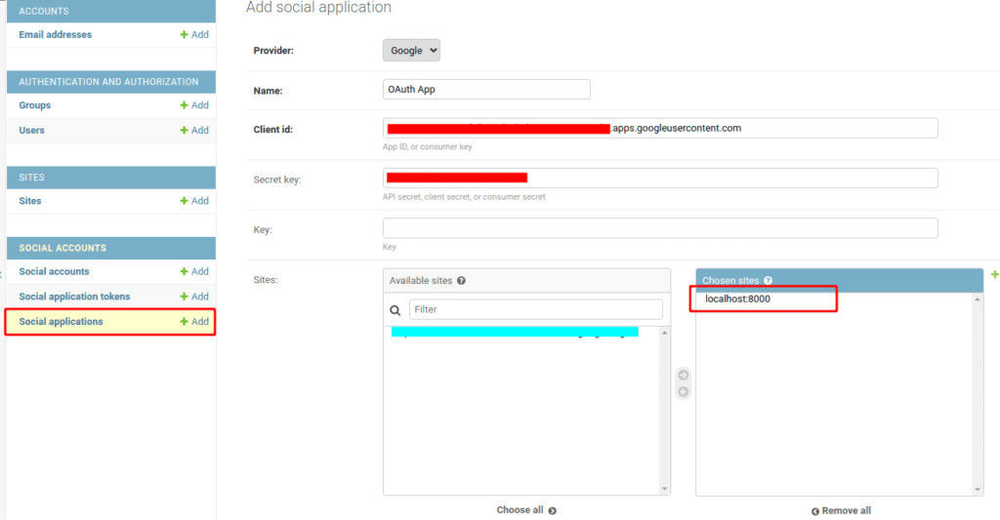 ACCOUNTS
Email addresses + Add
AUTHENTICATION AND AUTHORIZATION
Groups + Add
Users + Add
SITES
Sites + Add
SOCIAL ACCOUNTS
Social accounts + Add
Social application tokens + Add
Social applications + Add
Add social application
Provider: Google
Name: OAuth App
Client id: .apps.googleusercontent.com
App ID, or consumer key
Secret key:
API secret, client secret, or consumer secret
Key:
Key
Sites:
Available sites ?
Filter
Choose all
Chosen sites ?
localhost:8000
Remove all